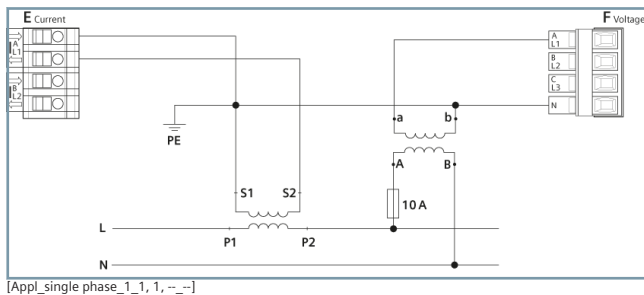 E Current
F Voltage
A
L1
B
L2
A
L1
B
L2
C
L3
N
PE
a
b
A
B
S1
S2
10 A
L
P1
P2
N
[Appl_single phase_1_1, 1, --_--]